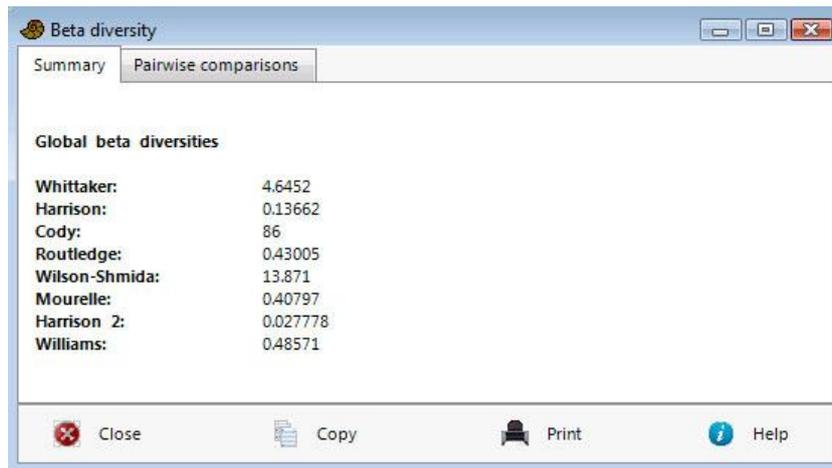 Beta diversity
Summary Pairwise comparisons
Global beta diversities
Whittaker: 4.6452
Harrison: 0.13662
Cody: 86
Routledge: 0.43005
Wilson-Shmida: 13.871
Mourelle: 0.40797
Harrison 2: 0.027778
Williams: 0.48571
Close Copy Print Help